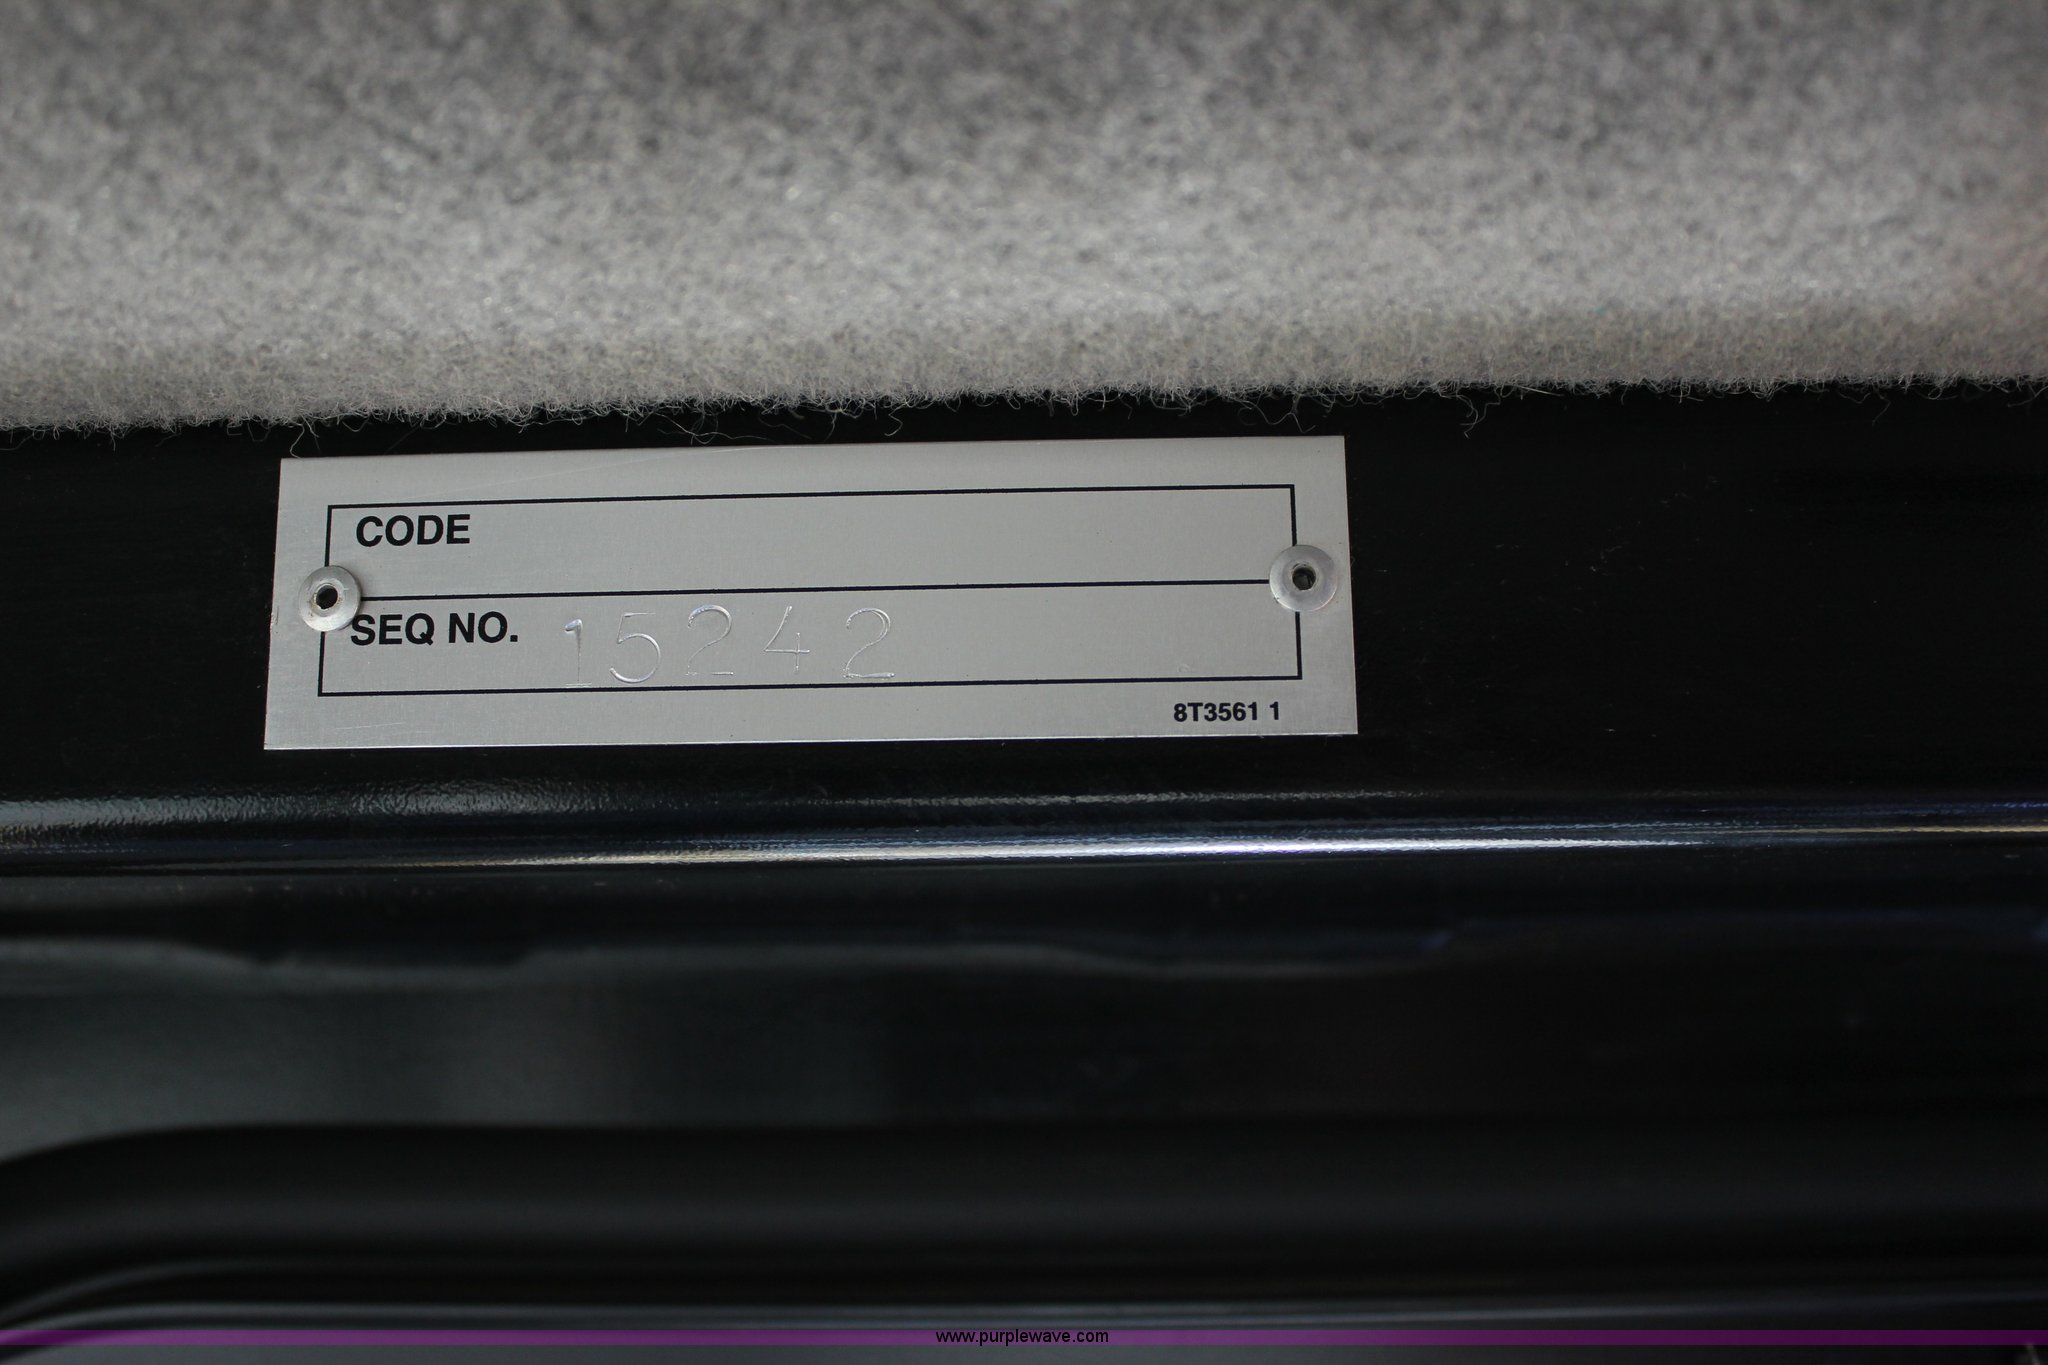 CODE
SEQ NO. 15242
8T3561 1
www.purplewave.com